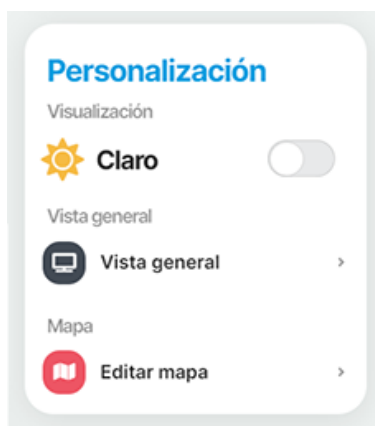 Personalización
Visualización
Claro
Vista general
Vista general
Mapa
Editar mapa